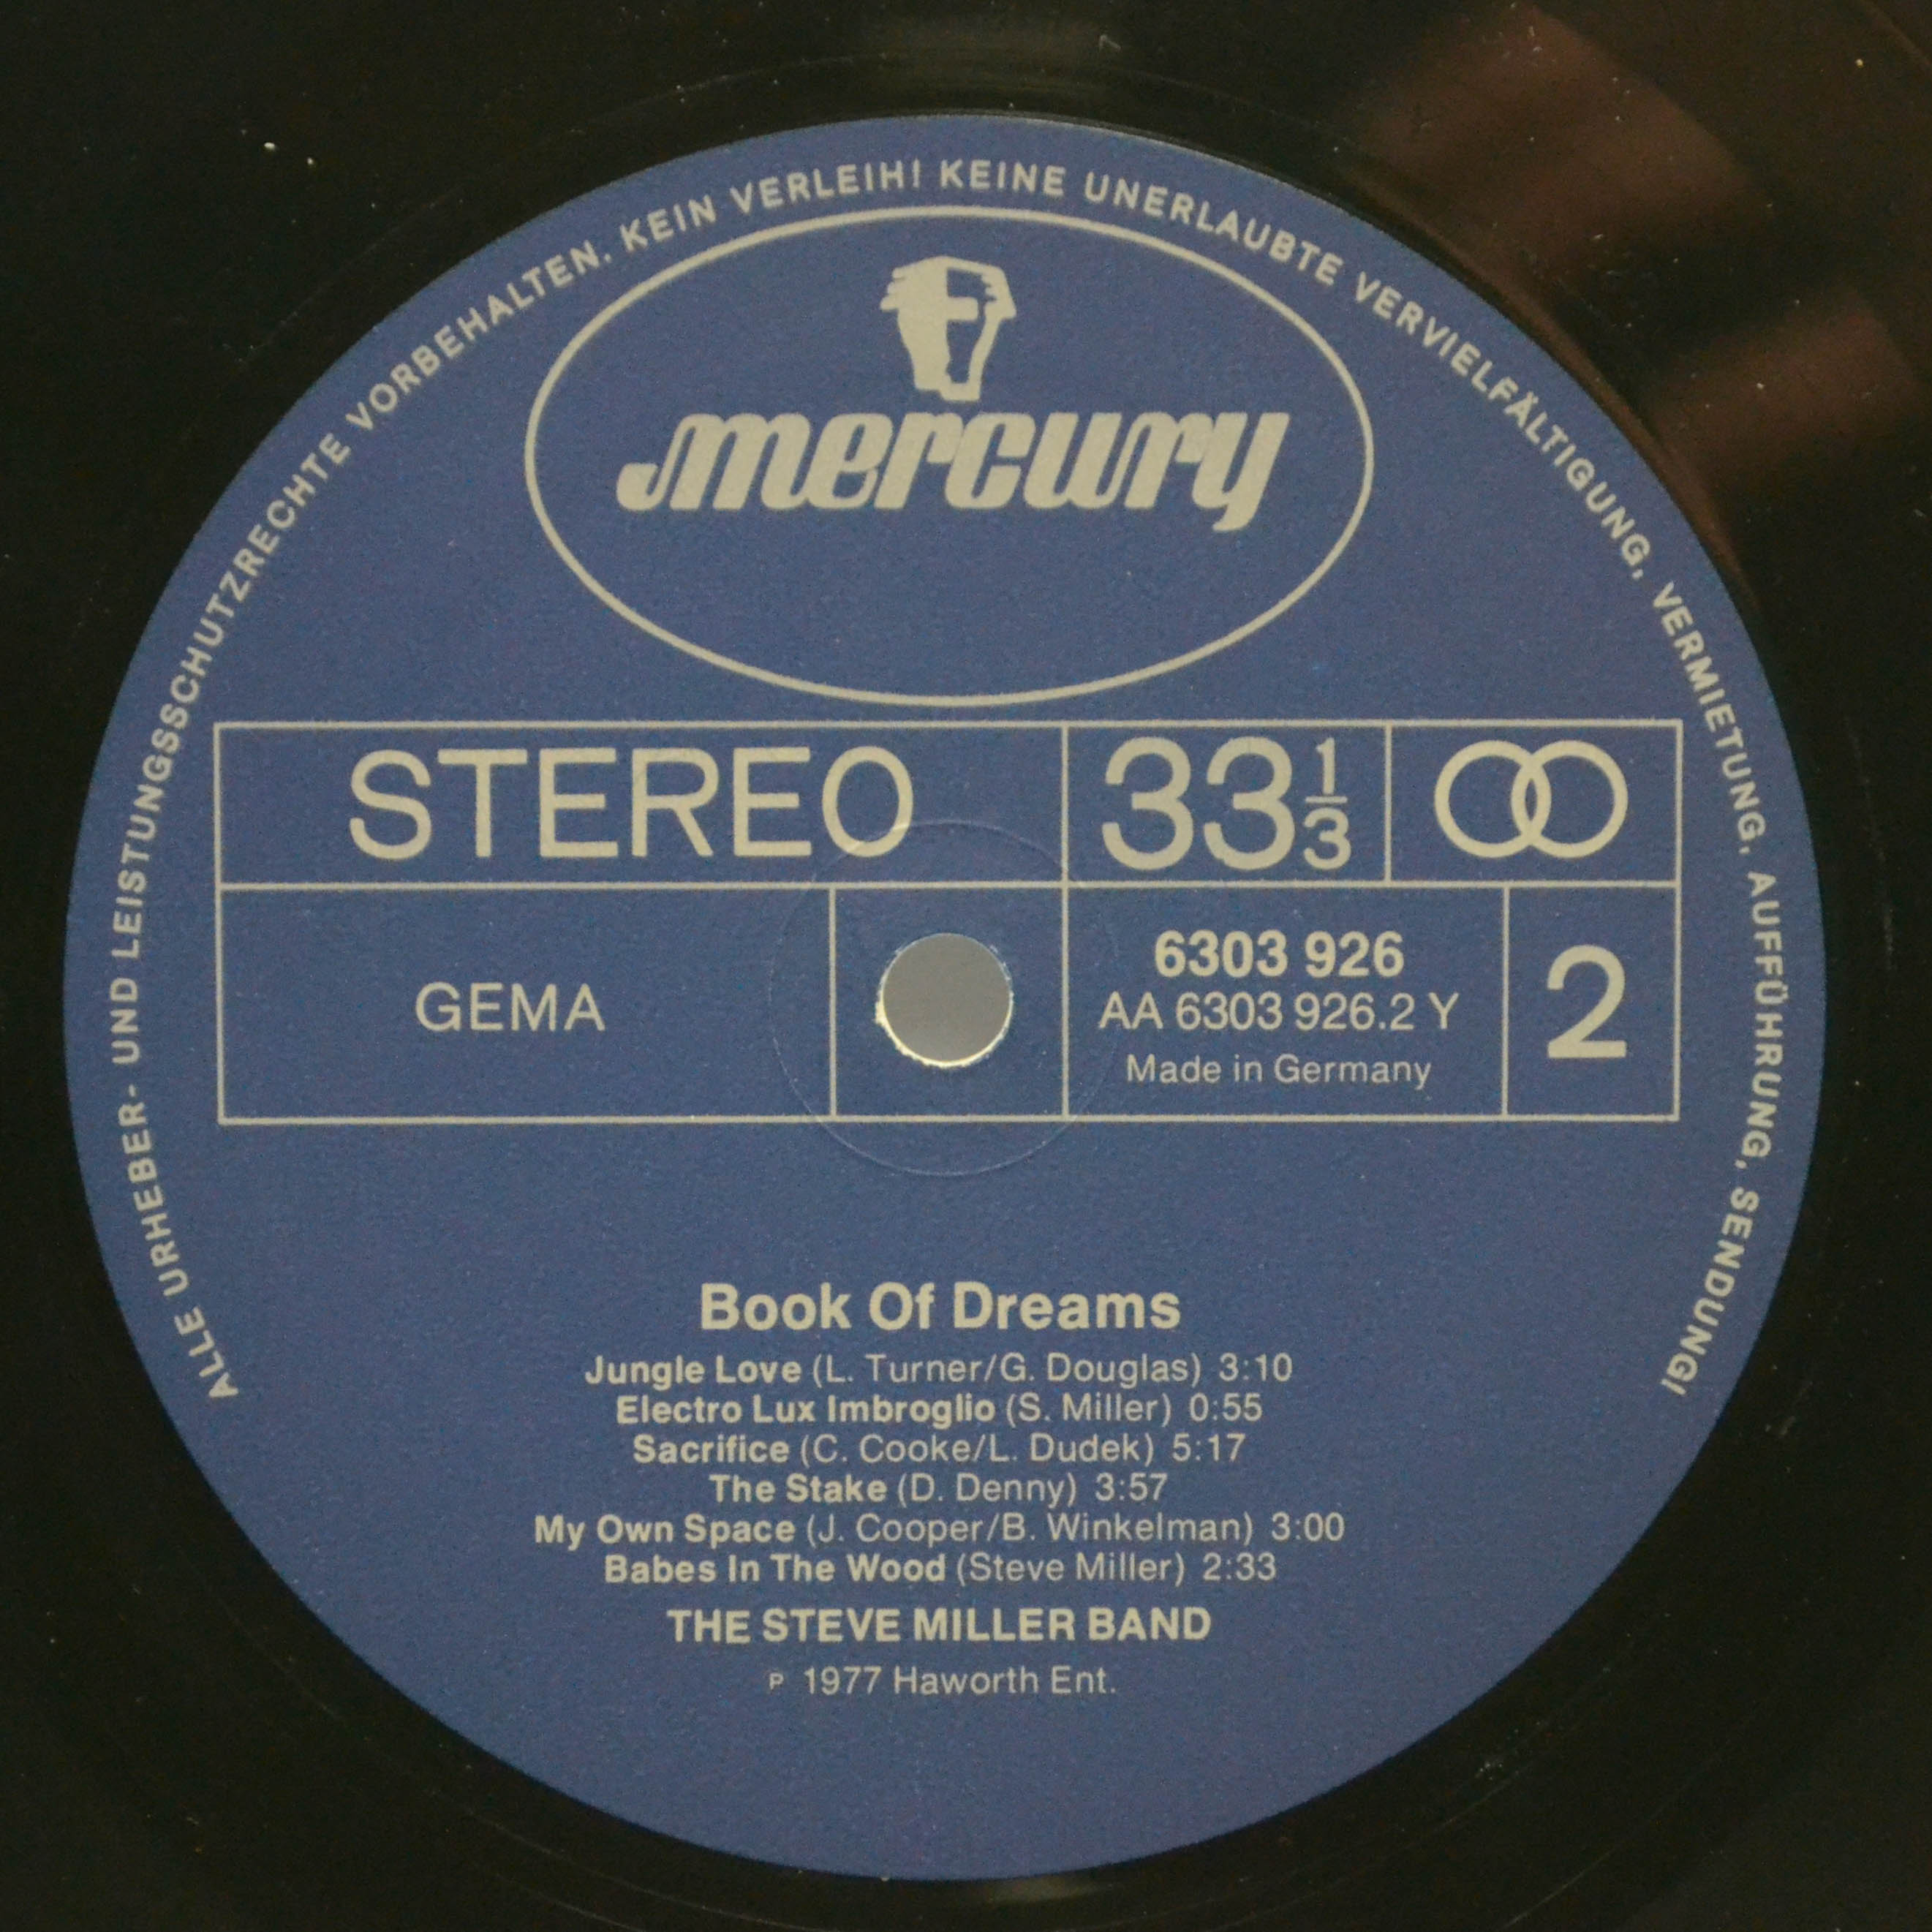 ALLE URHEBER- UND LEISTUNGSSCHUTZRECHTE VORBEHALTEN. KEIN VERLEIH! KEINE UNERLAUBTE VERVIELFÄLTIGUNG, VERMIETUNG, AUFFÜHRUNG, SENDUNG!
mercury
STEREO
33 1/3
GEMA
6303 926
AA 6303 926.2 Y
Made in Germany
2
Book Of Dreams
Jungle Love (L. Turner/G. Douglas) 3:10
Electro Lux Imbroglio (S. Miller) 0:55
Sacrifice (C. Cooke/L. Dudek) 5:17
The Stake (D. Denny) 3:57
My Own Space (J. Cooper/B. Winkelman) 3:00
Babes In The Wood (Steve Miller) 2:33
THE STEVE MILLER BAND
P 1977 Haworth Ent.